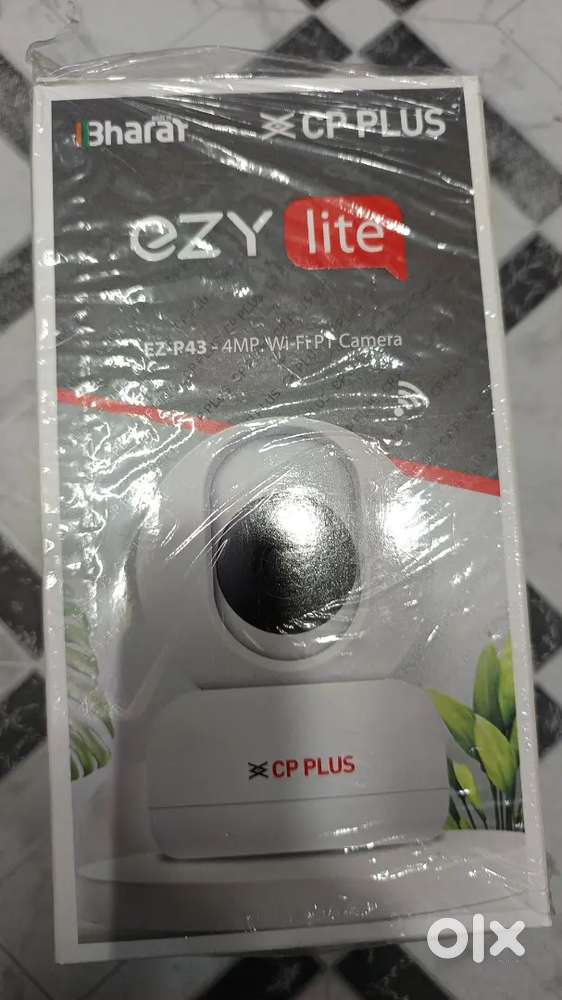 Bharat
CP PLUS
ezy lite
EZ-P43 - 4MP Wi-Fi PT Camera
CP PLUS
olx